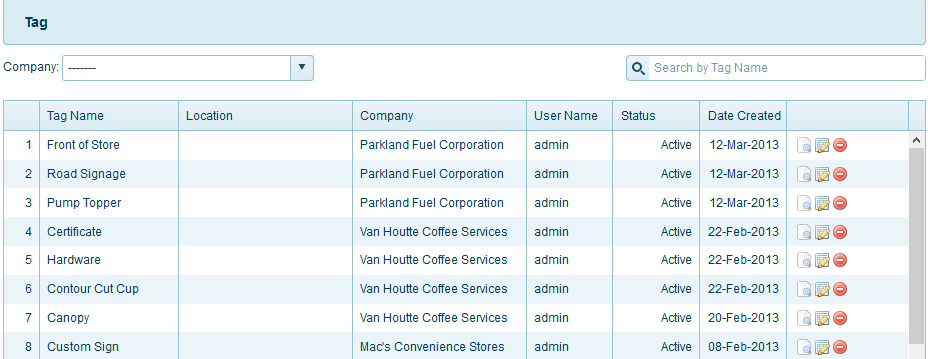 Tag
Company: ------- Search by Tag Name
Tag Name Location Company User Name Status Date Created
1 Front of Store Parkland Fuel Corporation admin Active 12-Mar-2013
2 Road Signage Parkland Fuel Corporation admin Active 12-Mar-2013
3 Pump Topper Parkland Fuel Corporation admin Active 12-Mar-2013
4 Certificate Van Houtte Coffee Services admin Active 22-Feb-2013
5 Hardware Van Houtte Coffee Services admin Active 22-Feb-2013
6 Contour Cut Cup Van Houtte Coffee Services admin Active 22-Feb-2013
7 Canopy Van Houtte Coffee Services admin Active 20-Feb-2013
8 Custom Sign Mac's Convenience Stores admin Active 08-Feb-2013